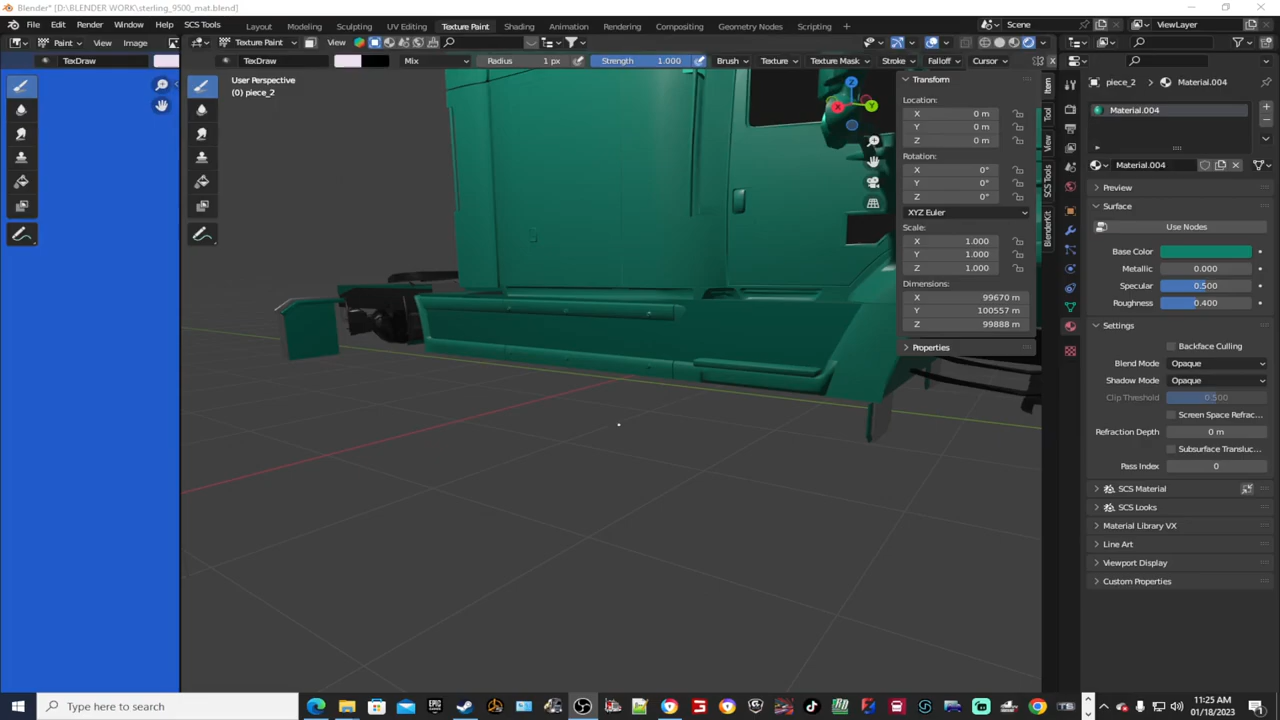 Blender* [D:\BLENDER WORK\sterling_9500_mat.blend]
File Edit Render Window Help SCS Tools Layout Modeling Sculpting UV Editing Texture Paint Shading Animation Rendering Compositing Geometry Nodes Scripting + Scene ViewLayer
Paint View Image Texture Paint View
TexDraw TexDraw Mix Radius 1 px Strength 1.000 Brush Texture Texture Mask Stroke Falloff Cursor
User Perspective
(0) piece_2
Transform
Location:
X 0 m
Y 0 m
Z 0 m
Rotation:
X 0°
Y 0°
Z 0°
XYZ Euler
Scale:
X 1.000
Y 1.000
Z 1.000
Dimensions:
X 99670 m
Y 100557 m
Z 99888 m
Properties
Item
Tool
View
SCS Tools
BlenderKit
X Y Z
piece_2 Material.004
Material.004
Material.004
Preview
Surface
Use Nodes
Base Color
Metallic 0.000
Specular 0.500
Roughness 0.400
Settings
Backface Culling
Blend Mode Opaque
Shadow Mode Opaque
Clip Threshold 0.500
Screen Space Refrac...
Refraction Depth 0 m
Subsurface Transluc...
Pass Index 0
SCS Material
SCS Looks
Material Library VX
Line Art
Viewport Display
Custom Properties
Type here to search
11:25 AM
01/18/2023